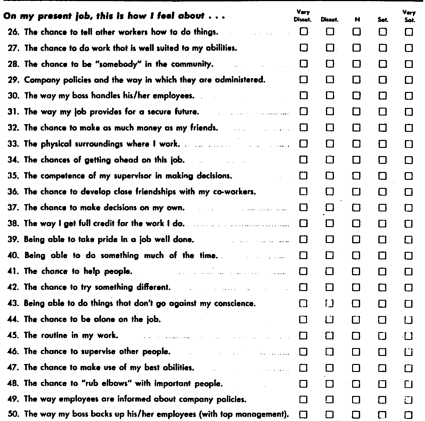 On my present job, this is how I feel about . . .
Very Dissat. Dissat. N Sat. Very Sat.
26. The chance to tell other workers how to do things.
27. The chance to do work that is well suited to my abilities.
28. The chance to be "somebody" in the community.
29. Company policies and the way in which they are administered.
30. The way my boss handles his/her employees.
31. The way my job provides for a secure future.
32. The chance to make as much money as my friends.
33. The physical surroundings where I work.
34. The chances of getting ahead on this job.
35. The competence of my supervisor in making decisions.
36. The chance to develop close friendships with my co-workers.
37. The chance to make decisions on my own.
38. The way I get full credit for the work I do.
39. Being able to take pride in a job well done.
40. Being able to do something much of the time.
41. The chance to help people.
42. The chance to try something different.
43. Being able to do things that don't go against my conscience.
44. The chance to be alone on the job.
45. The routine in my work.
46. The chance to supervise other people.
47. The chance to make use of my best abilities.
48. The chance to "rub elbows" with important people.
49. The way employees are informed about company policies.
50. The way my boss backs up his/her employees (with top management).